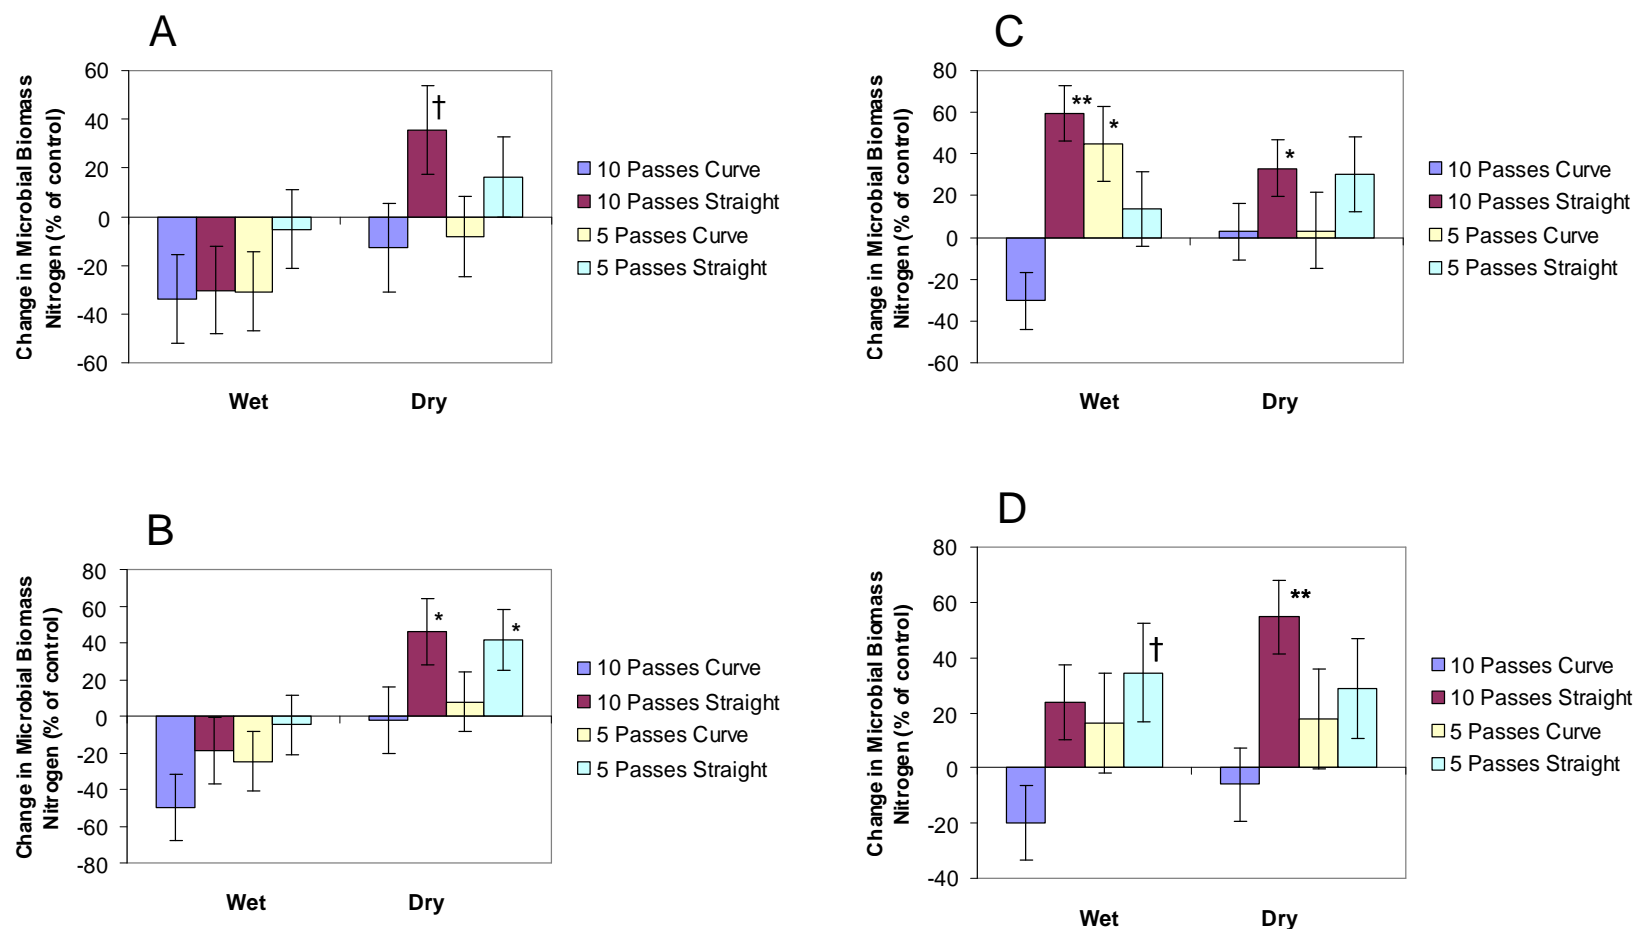 A
Change in Microbial Biomass
Nitrogen (% of control)
60
40
20
0
-20
-40
-60
†
Wet
Dry
10 Passes Curve
10 Passes Straight
5 Passes Curve
5 Passes Straight
C
Change in Microbial Biomass
Nitrogen (% of control)
80
60
40
20
0
-20
-40
-60
**
*
*
Wet
Dry
10 Passes Curve
10 Passes Straight
5 Passes Curve
5 Passes Straight
B
Change in Microbial Biomass
Nitrogen (% of control)
80
60
40
20
0
-20
-40
-60
-80
*
*
Wet
Dry
10 Passes Curve
10 Passes Straight
5 Passes Curve
5 Passes Straight
D
Change in Microbial Biomass
Nitrogen (% of control)
80
60
40
20
0
-20
-40
†
**
Wet
Dry
10 Passes Curve
10 Passes Straight
5 Passes Curve
5 Passes Straight